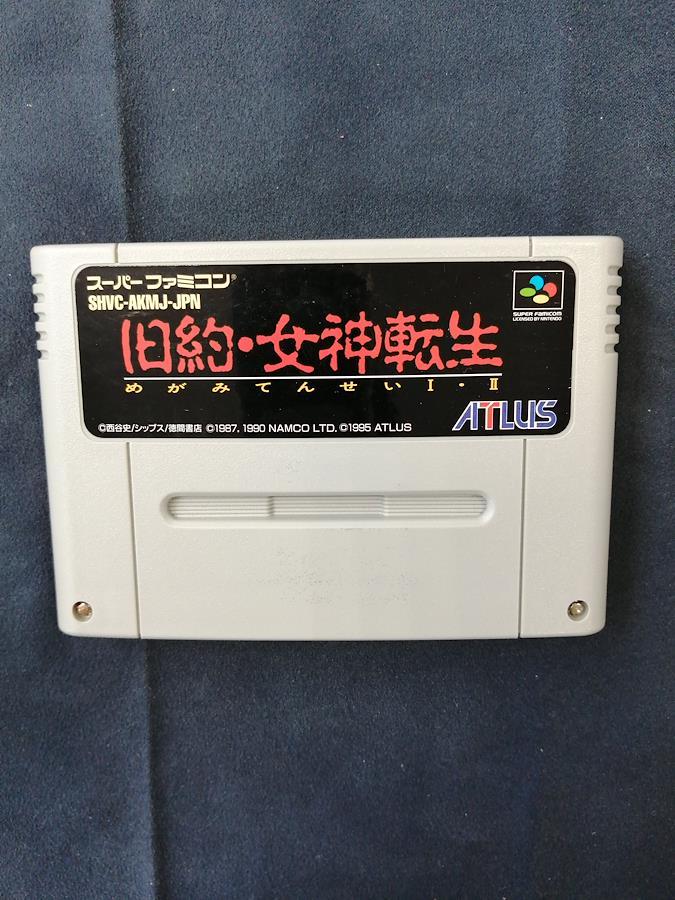 スーパーファミコン®
SHVC-AKMJ-JPN
SUPER FAMICOM
LICENSED BY NINTENDO
旧約・女神転生
めがみてんせいI・II
ATLUS
©西谷史/シップス/徳間書店 ©1987, 1990 NAMCO LTD. ©1995 ATLUS